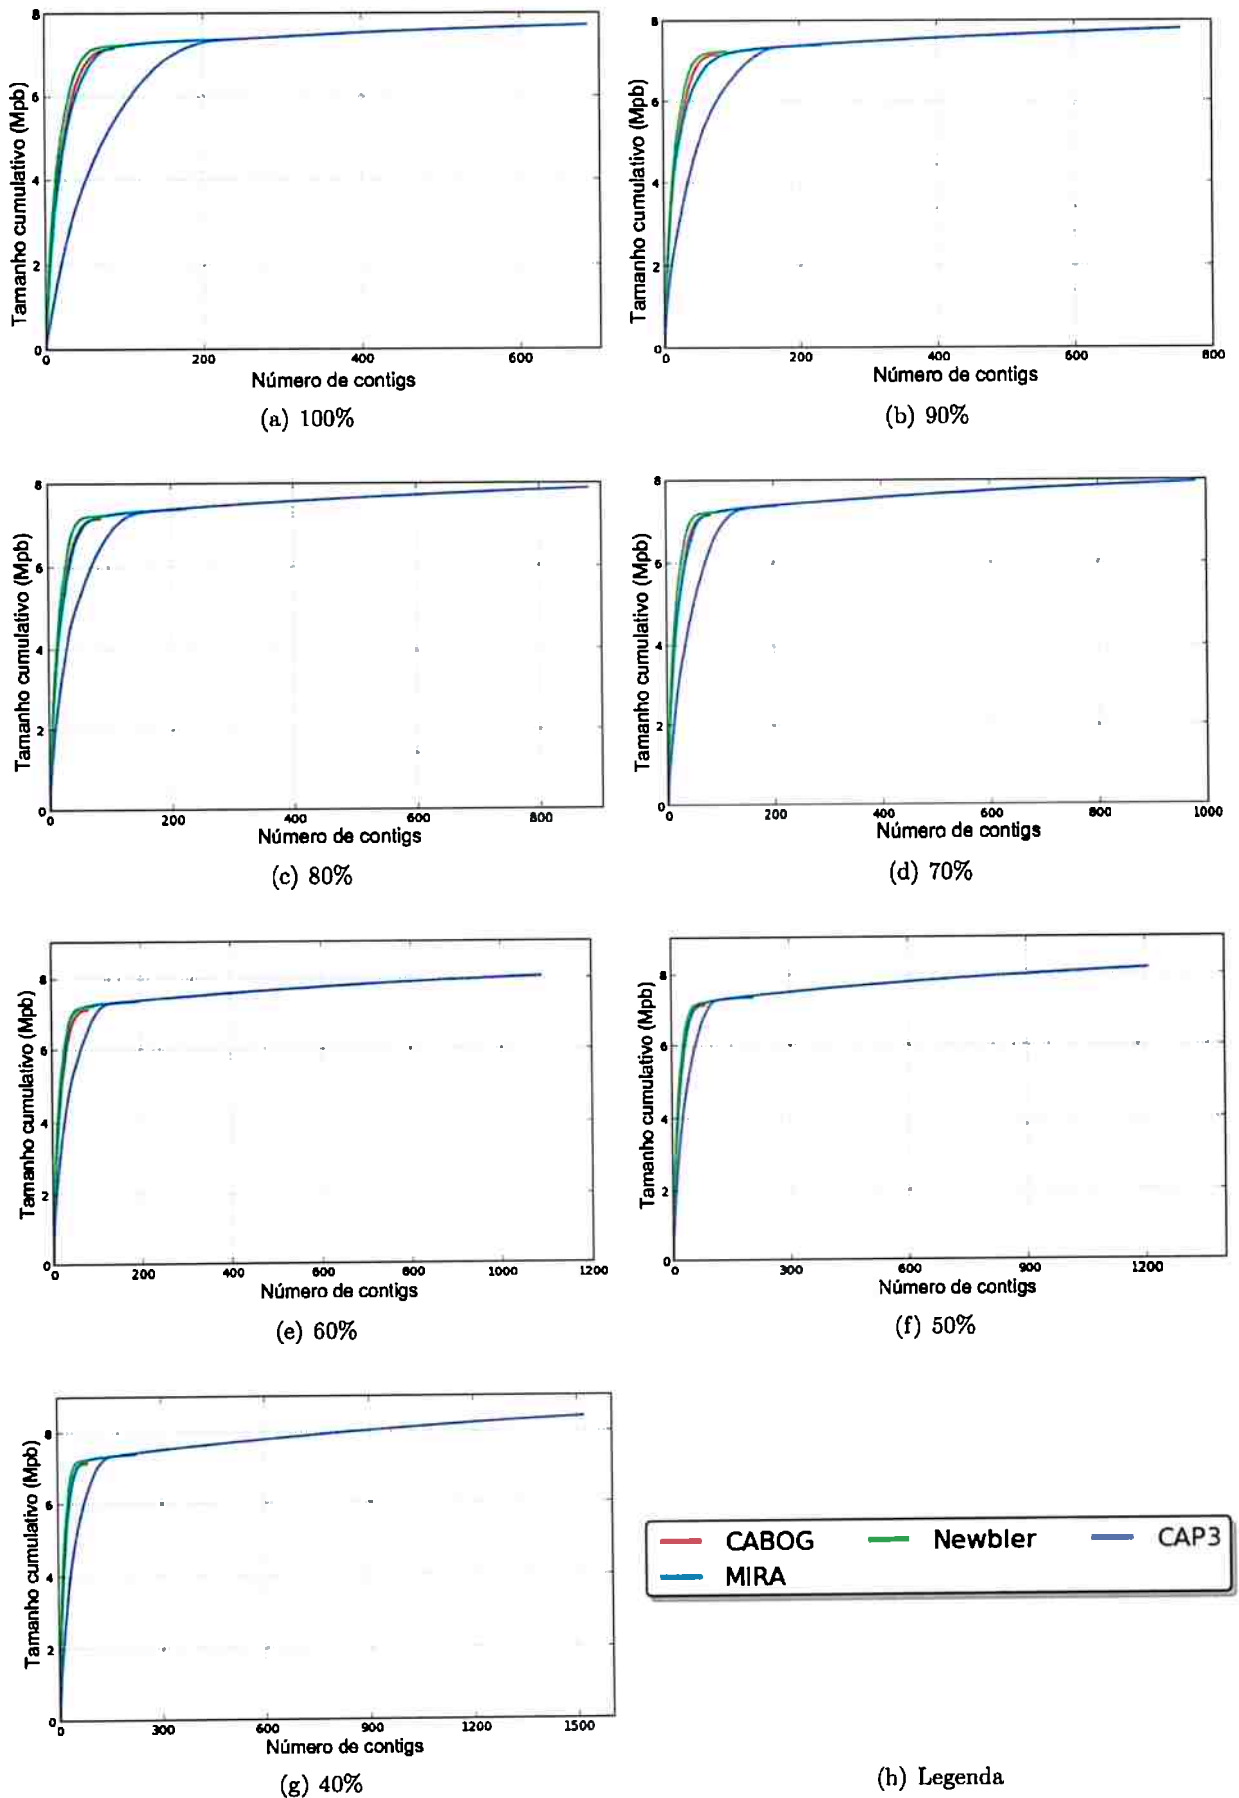 8
6
4
2
0
Tamanho cumulativo (Mpb)
0 200 400 600
Número de contigs
(a) 100%
8
6
4
2
0
Tamanho cumulativo (Mpb)
0 200 400 600 800
Número de contigs
(b) 90%
8
6
4
2
0
Tamanho cumulativo (Mpb)
0 200 400 600 800
Número de contigs
(c) 80%
8
6
4
2
0
Tamanho cumulativo (Mpb)
0 200 400 600 800 1000
Número de contigs
(d) 70%
8
6
4
2
0
Tamanho cumulativo (Mpb)
0 200 400 600 800 1000 1200
Número de contigs
(e) 60%
8
6
4
2
0
Tamanho cumulativo (Mpb)
0 300 600 900 1200
Número de contigs
(f) 50%
8
6
4
2
0
Tamanho cumulativo (Mpb)
0 300 600 900 1200 1500
Número de contigs
(g) 40%
CABOG Newbler CAP3
MIRA
(h) Legenda